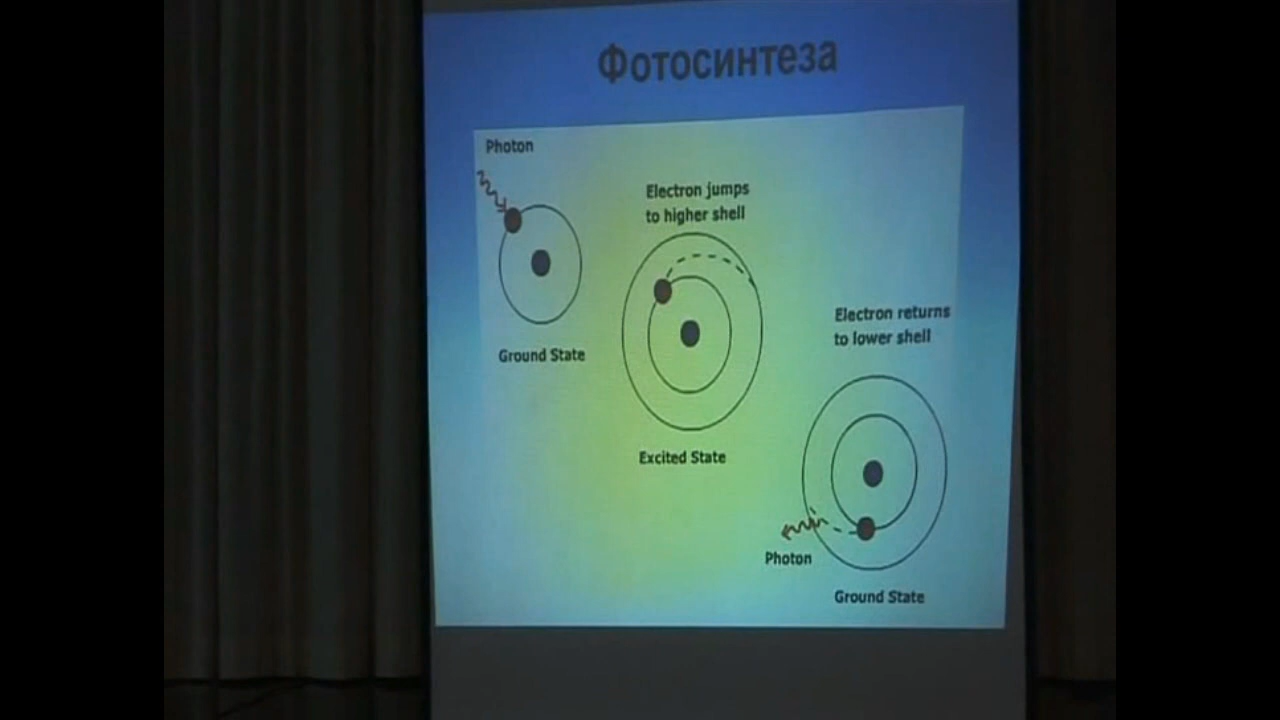 Фотосинтеза
Photon
Electron jumps
to higher shell
Ground State
Electron returns
to lower shell
Excited State
Photon
Ground State